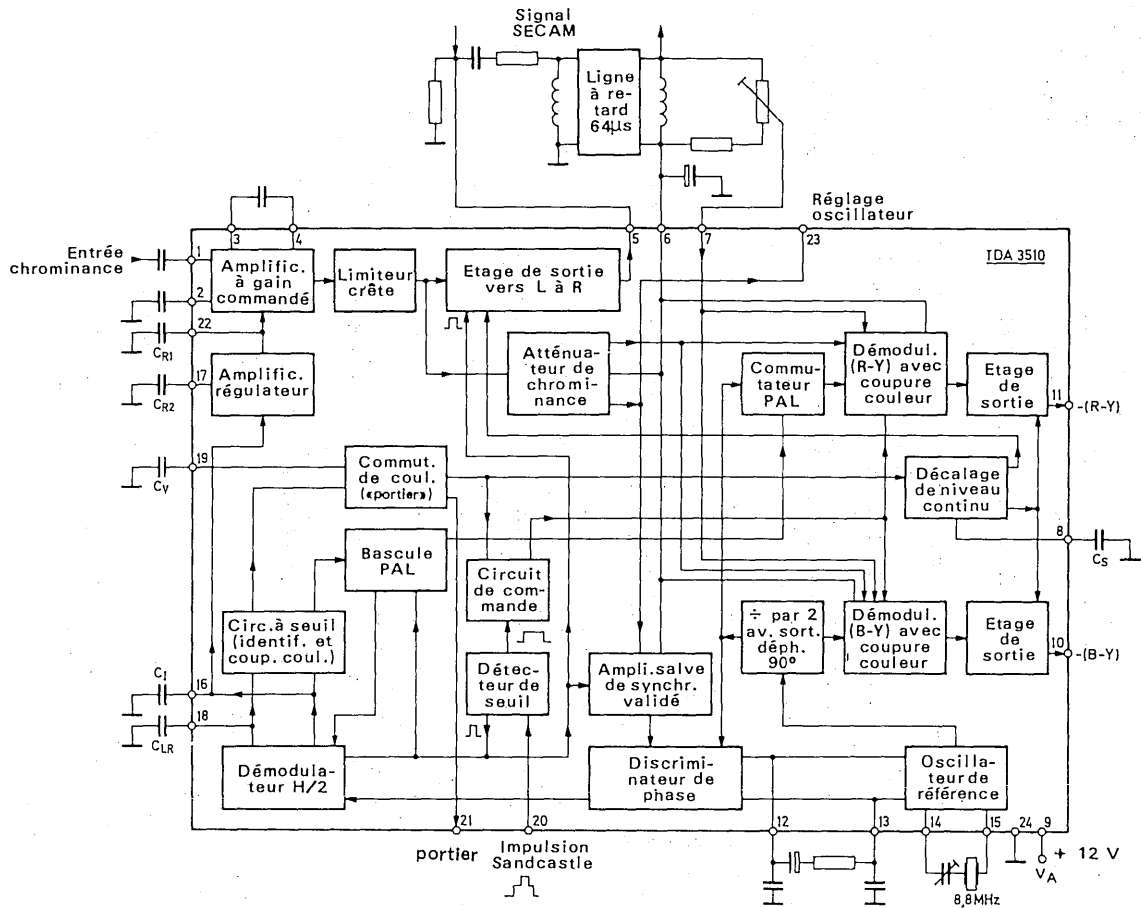 Signal
SECAM
Ligne
à re-
tard
64µs
Réglage
oscillateur
3
4
5
6
7
23
TDA 3510
Entrée
chrominance
1
2
22
CR1
17
CR2
Amplific.
à gain
commandé
Limiteur
crête
Etage de sortie
vers L à R
Amplific.
régulateur
Atténua-
teur de
chromi-
nance
Commu-
tateur
PAL
Démodul.
(R-Y) avec
coupure
couleur
Etage
de
sortie
11
-(R-Y)
19
CV
Commut.
de coul.
(«portier»)
Décalage
de niveau
continu
8
CS
Bascule
PAL
Circuit
de com-
mande
Circ.à seuil
(identif. et
coup. coul.)
÷ par 2
av. sort.
déph.
90°
Démodul.
(B-Y) avec
coupure
couleur
Etage
de
sortie
10
-(B-Y)
CI
16
18
CLR
Détec-
teur de
seuil
Ampli.salve
de synchr.
validé
Démodula-
teur H/2
Discrimi-
nateur de
phase
Oscilla-
teur de
référence
21
20
12
13
14
15
24
9
portier
Impulsion
Sandcastle
8,8MHz
VA
+ 12 V